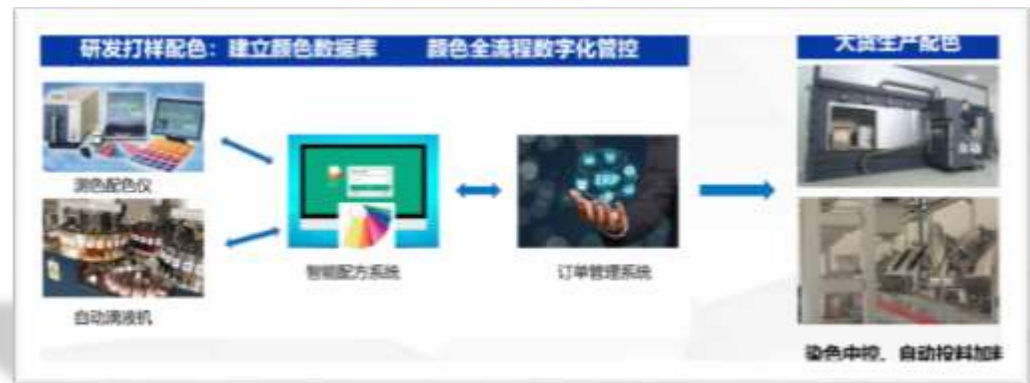 研发打样配色：建立颜色数据库 颜色全流程数字化管控
大货生产配色
测色配色仪
智能配方系统
订单管理系统
自动滴液机
ERP
染色中控、自动投料加料